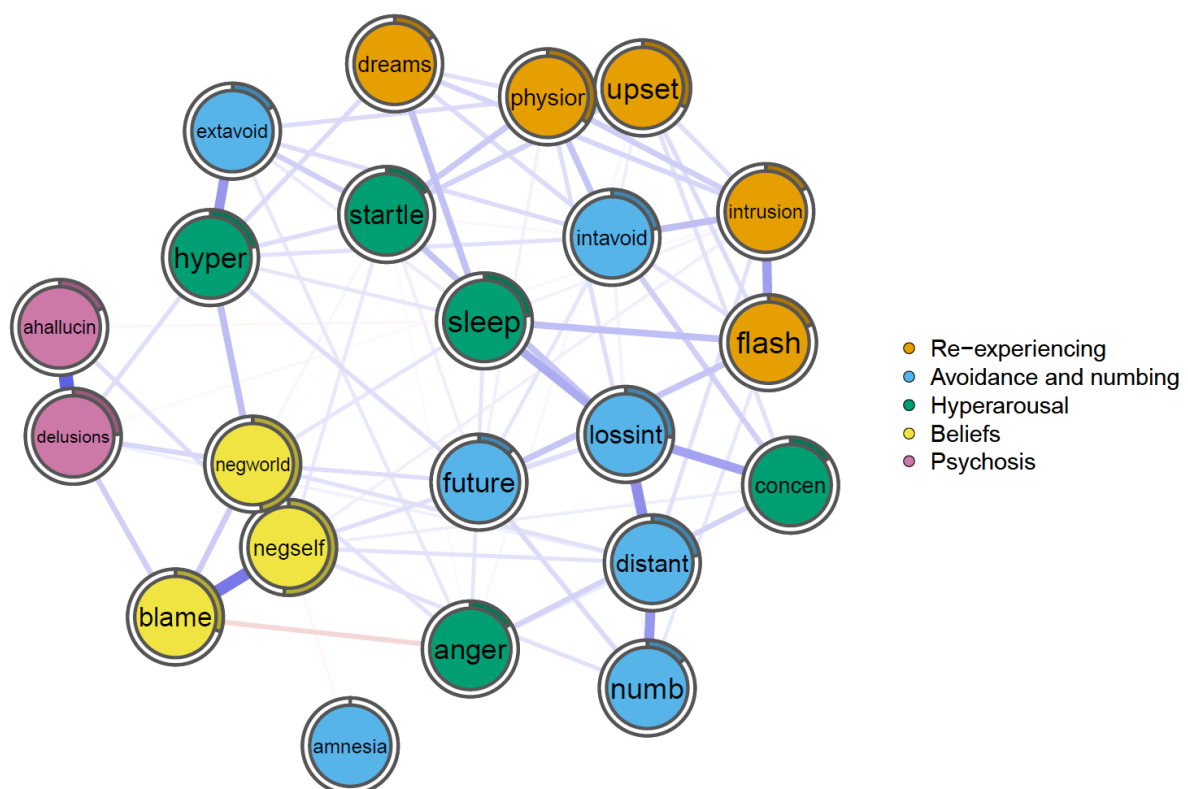 dreams
physior
upset
extavoid
startle
intrusion
intavoid
hyper
ahallucin
sleep
flash
delusions
lossint
negworld
future
concen
negself
distant
blame
anger
numb
amnesia
Re−experiencing
Avoidance and numbing
Hyperarousal
Beliefs
Psychosis